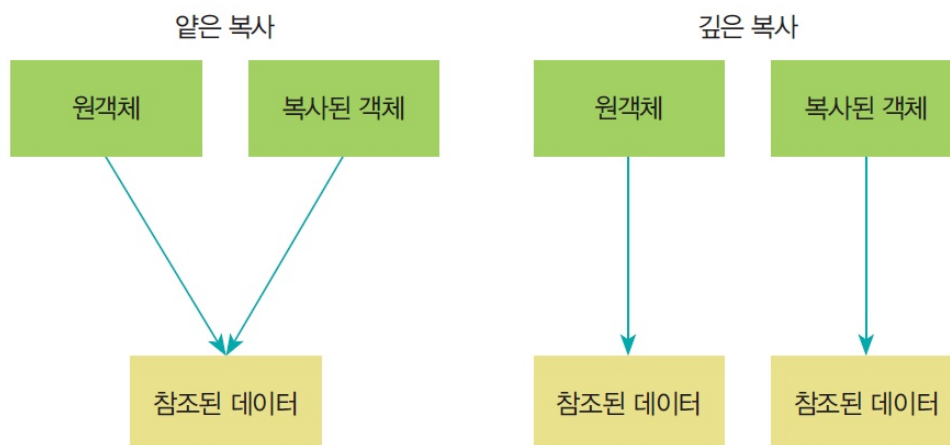 얕은 복사
깊은 복사
원객체
복사된 객체
원객체
복사된 객체
참조된 데이터
참조된 데이터
참조된 데이터